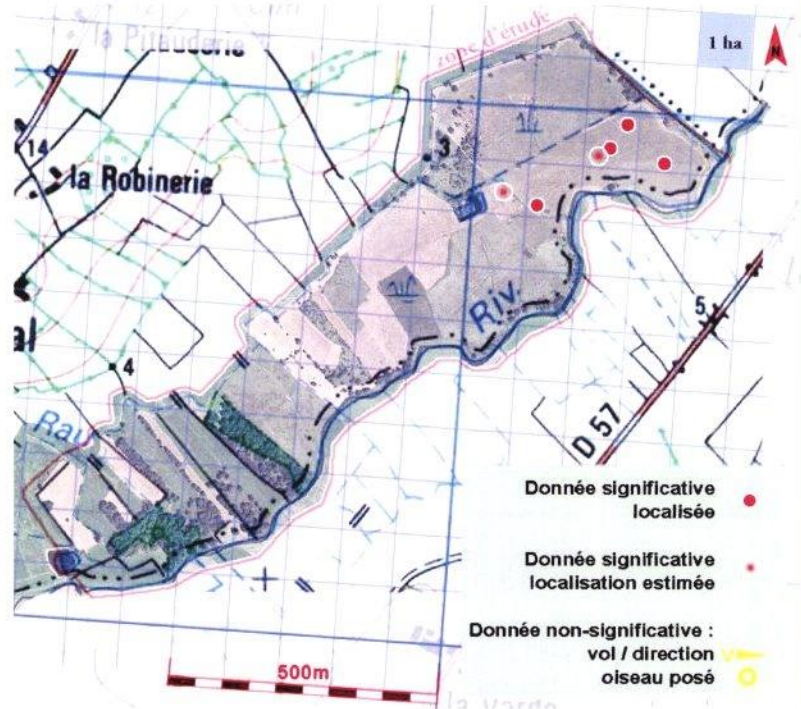 la Pitauderie
zone d'étude
1 ha
N
14
la Robinerie
3
al
4
Rau
Riv.
5
D 57
Donnée significative
localisée
Donnée significative
localisation estimée
Donnée non-significative :
vol / direction
oiseau posé
500m
la Varge